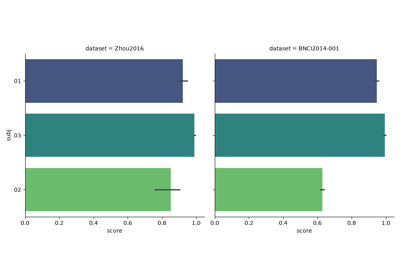 dataset = Zhou2016
dataset = BNCI2014-001
subj
01
03
02
0.0 0.2 0.4 0.6 0.8 1.0
0.0 0.2 0.4 0.6 0.8 1.0
score
score